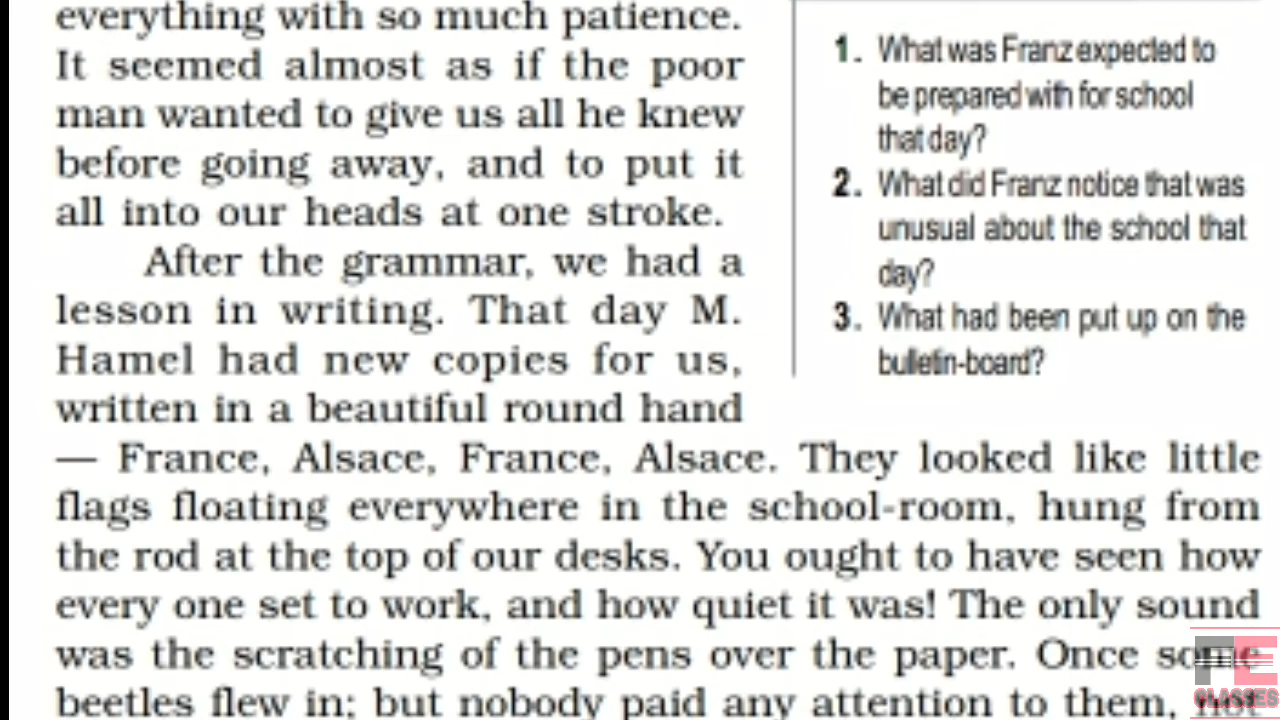 everything with so much patience.
It seemed almost as if the poor
man wanted to give us all he knew
before going away, and to put it
all into our heads at one stroke.
After the grammar, we had a
lesson in writing. That day M.
Hamel had new copies for us,
written in a beautiful round hand
— France, Alsace, France, Alsace. They looked like little
flags floating everywhere in the school-room, hung from
the rod at the top of our desks. You ought to have seen how
every one set to work, and how quiet it was! The only sound
was the scratching of the pens over the paper. Once some
beetles flew in; but nobody paid any attention to them, not
1. What was Franz expected to
be prepared with for school
that day?
2. What did Franz notice that was
unusual about the school that
day?
3. What had been put up on the
bulletin-board?
FE
CLASSES